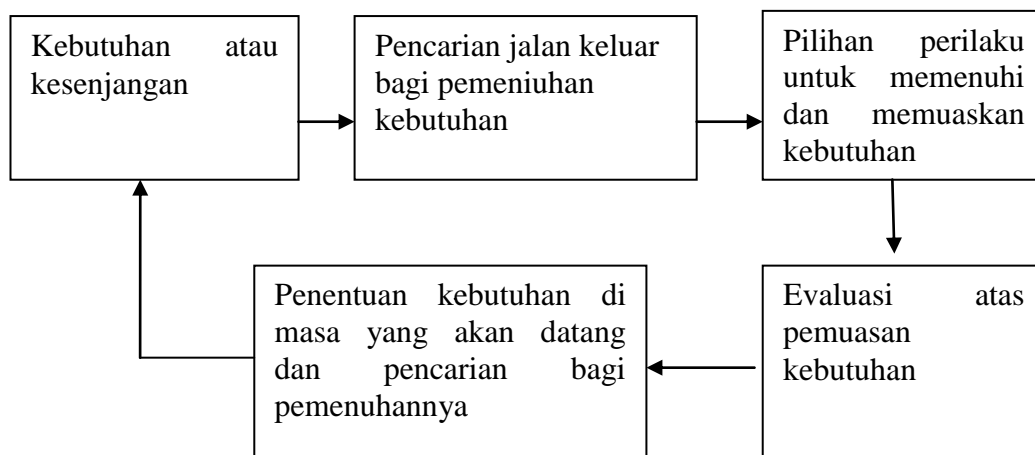 Kebutuhan atau
kesenjangan
Pencarian jalan keluar
bagi pemeniuhan
kebutuhan
Pilihan perilaku
untuk memenuhi
dan memuaskan
kebutuhan
Evaluasi atas
pemuasan
kebutuhan
Penentuan kebutuhan di
masa yang akan datang
dan pencarian bagi
pemenuhannya